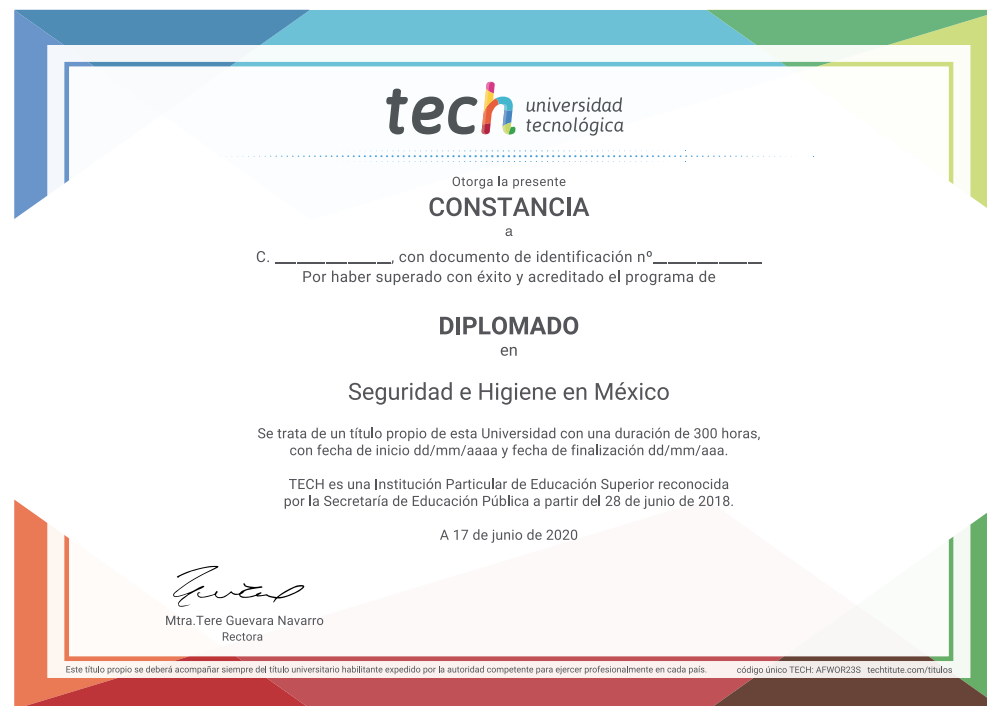 tech universidad
tecnológica
Otorga la presente
CONSTANCIA
a
C. ______________, con documento de identificación nº_____________
Por haber superado con éxito y acreditado el programa de
DIPLOMADO
en
Seguridad e Higiene en México
Se trata de un título propio de esta Universidad con una duración de 300 horas,
con fecha de inicio dd/mm/aaaa y fecha de finalización dd/mm/aaa.
TECH es una Institución Particular de Educación Superior reconocida
por la Secretaría de Educación Pública a partir del 28 de junio de 2018.
A 17 de junio de 2020
Mtra.Tere Guevara Navarro
Rectora
Este título propio se deberá acompañar siempre del título universitario habilitante expedido por la autoridad competente para ejercer profesionalmente en cada país. código único TECH: AFWOR23S techtitute.com/titulos